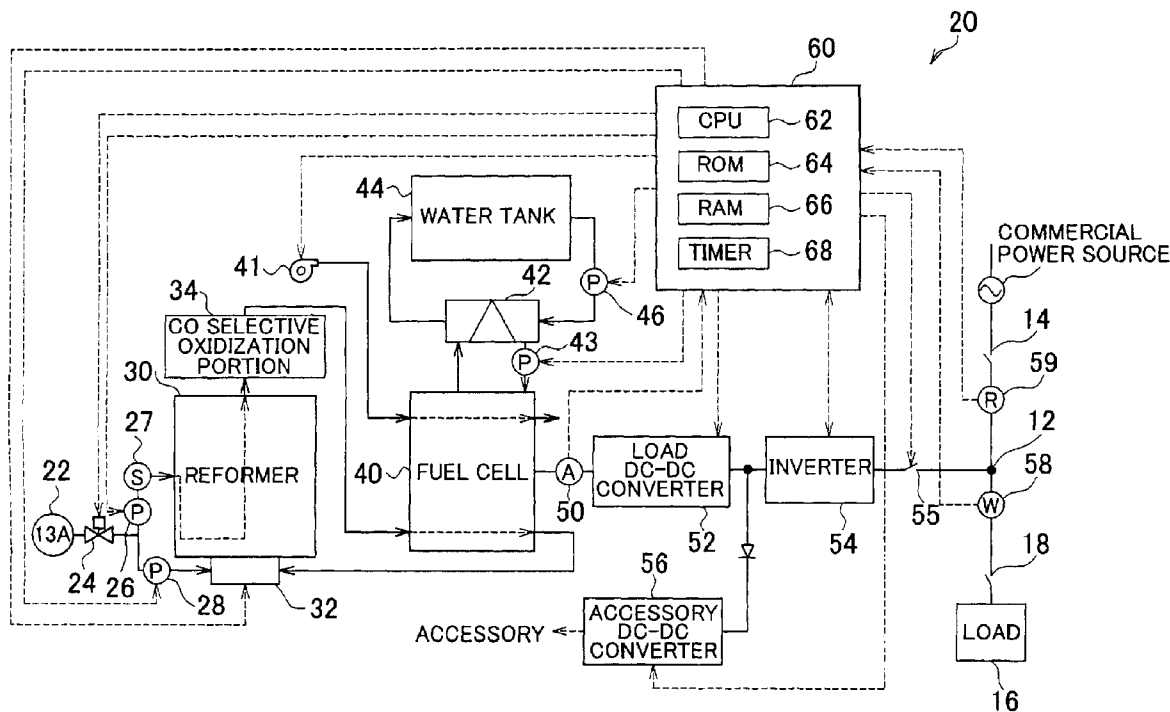 20
60
CPU
62
ROM
64
RAM
66
TIMER
68
44
WATER TANK
COMMERCIAL
POWER SOURCE
41
42
P
46
14
34
CO SELECTIVE
OXIDIZATION
PORTION
43
P
R
59
30
27
12
S
REFORMER
40
FUEL CELL
A
50
LOAD
DC-DC
CONVERTER
INVERTER
58
W
22
13A
P
24
26
52
54
55
P
28
32
18
56
ACCESSORY
ACCESSORY
DC-DC
CONVERTER
LOAD
16